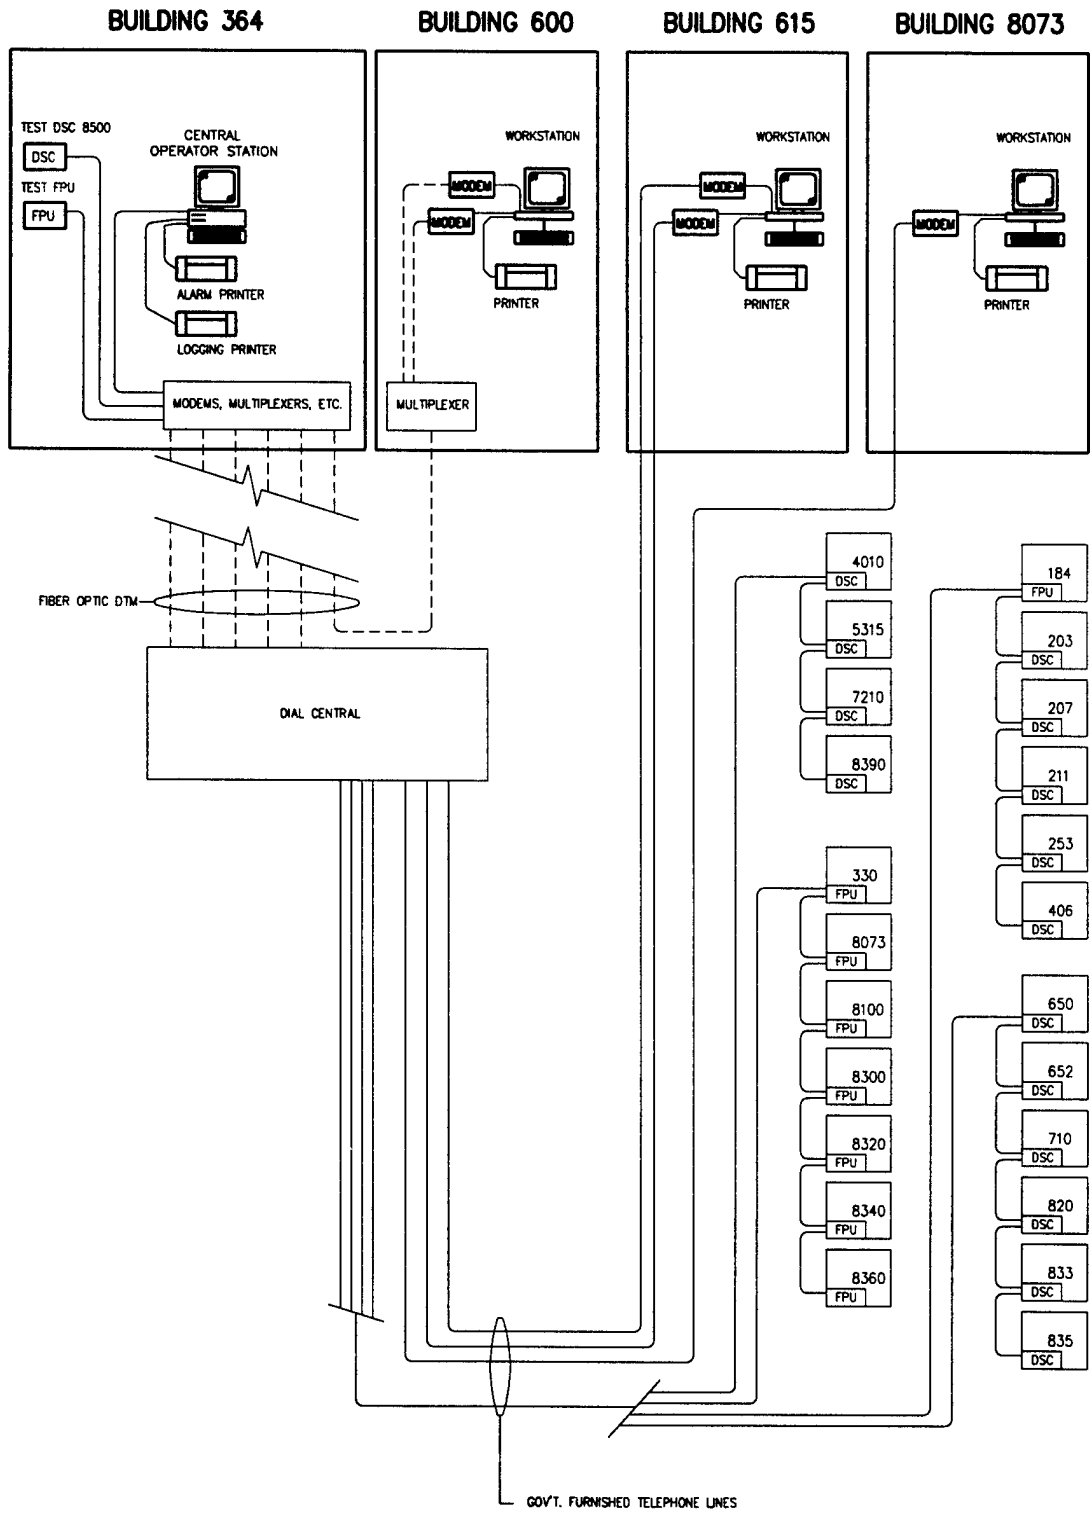 BUILDING 364
BUILDING 600
BUILDING 615
BUILDING 8073
TEST DSC 8500
DSC
TEST FPU
FPU
CENTRAL
OPERATOR STATION
ALARM PRINTER
LOGGING PRINTER
MODEMS, MULTIPLEXERS, ETC.
WORKSTATION
MODEM
MODEM
PRINTER
MULTIPLEXER
WORKSTATION
MODEM
MODEM
PRINTER
WORKSTATION
MODEM
PRINTER
FIBER OPTIC DTM
DIAL CENTRAL
4010
DSC
5315
DSC
7210
DSC
8390
DSC
330
FPU
8073
FPU
8100
FPU
8300
FPU
8320
FPU
8340
FPU
8360
FPU
184
FPU
203
DSC
207
DSC
211
DSC
253
DSC
406
DSC
650
DSC
652
DSC
710
DSC
820
DSC
833
DSC
835
DSC
GOV'T. FURNISHED TELEPHONE LINES